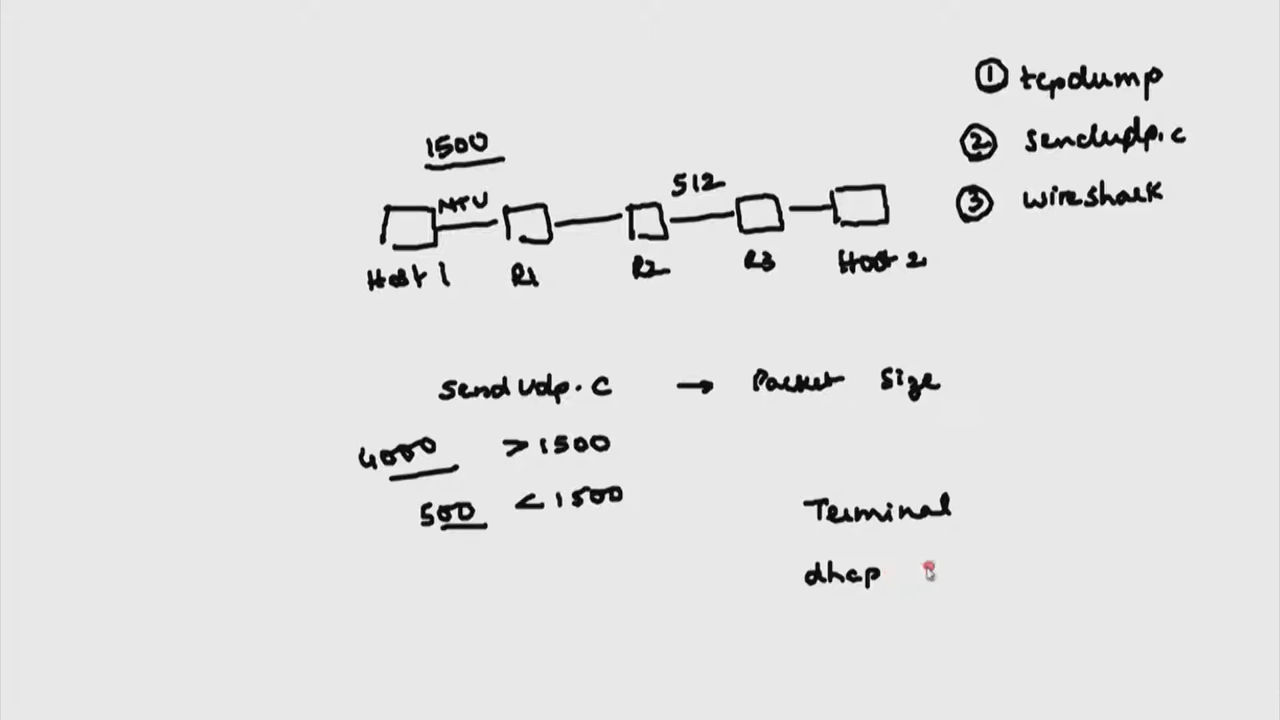 ① tcpdump
② sendudp.c
③ wireshark
1500
MTU
512
Host 1
R1
R2
R3
Host 2
sendudp.c → Packet Size
4000 > 1500
500 < 1500
Terminal
dhcp